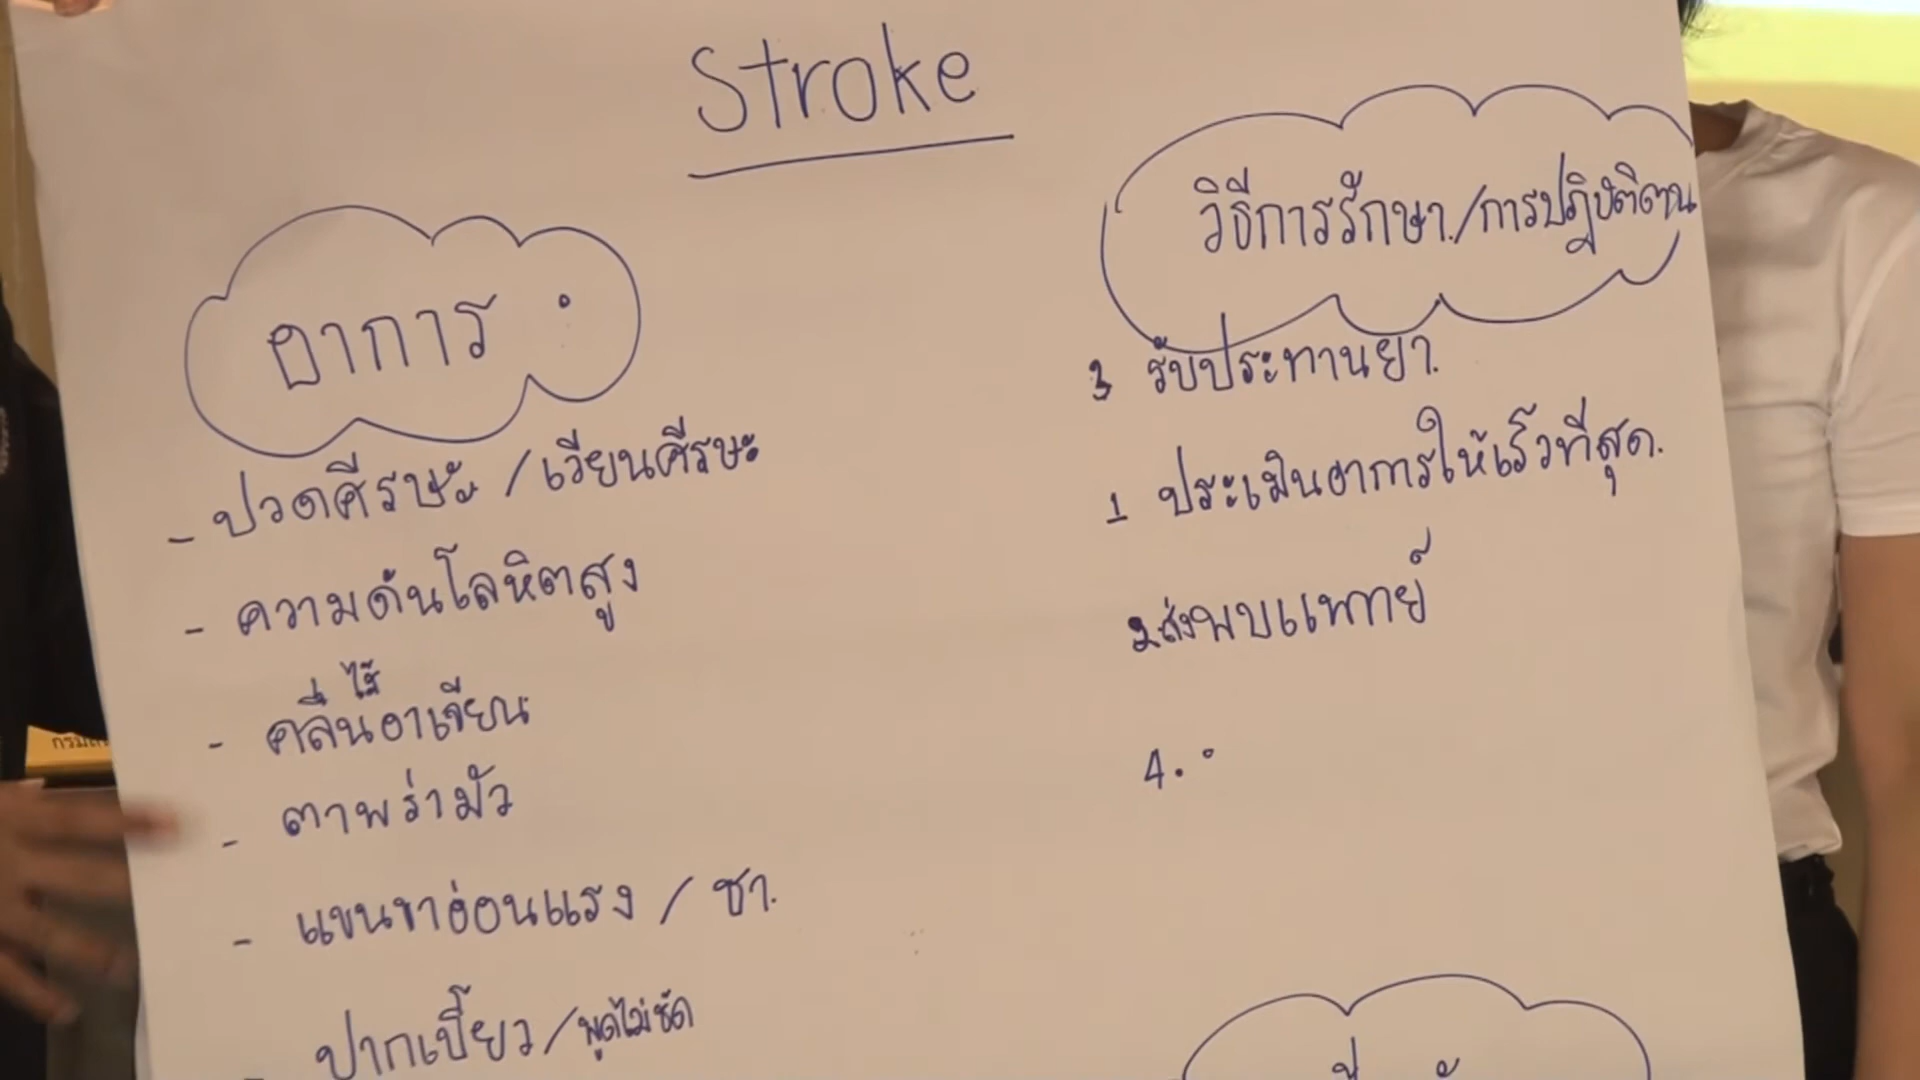 Stroke
อาการ :
- ปวดศีรษะ / เวียนศีรษะ
- ความดันโลหิตสูง
- คลื่นไส้อาเจียน
- ตาพร่ามัว
- แขนขาอ่อนแรง / ชา.
ปากเบี้ยว / พูดไม่ชัด
วิธีการรักษา / การปฏิบัติตน
3 รับประทานยา.
1 ประเมินอาการให้เร็วที่สุด.
2. ส่งพบแพทย์
4.